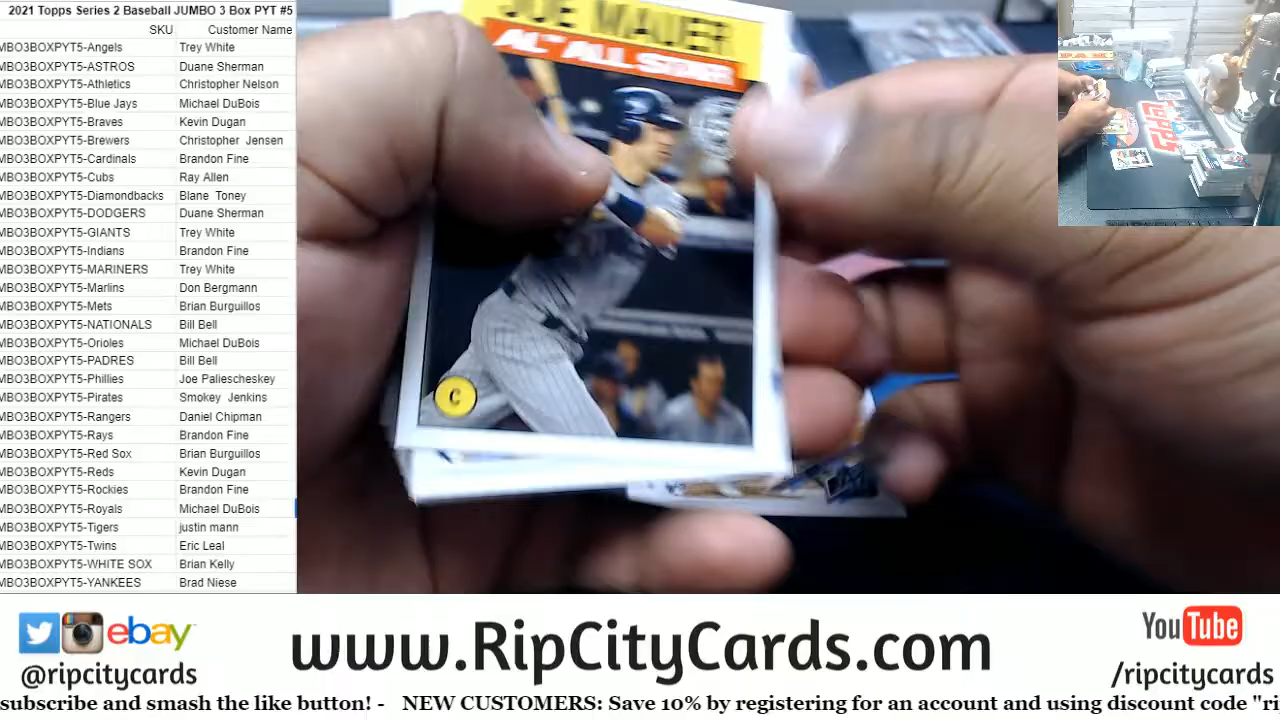 2021 Topps Series 2 Baseball JUMBO 3 Box PYT #5
SKU Customer Name
MBO3BOXPYT5-Angels Trey White
MBO3BOXPYT5-ASTROS Duane Sherman
MBO3BOXPYT5-Athletics Christopher Nelson
MBO3BOXPYT5-Blue Jays Michael DuBois
MBO3BOXPYT5-Braves Kevin Dugan
MBO3BOXPYT5-Brewers Christopher Jensen
MBO3BOXPYT5-Cardinals Brandon Fine
MBO3BOXPYT5-Cubs Ray Allen
MBO3BOXPYT5-Diamondbacks Blane Toney
MBO3BOXPYT5-DODGERS Duane Sherman
MBO3BOXPYT5-GIANTS Trey White
MBO3BOXPYT5-Indians Brandon Fine
MBO3BOXPYT5-MARINERS Trey White
MBO3BOXPYT5-Marlins Don Bergmann
MBO3BOXPYT5-Mets Brian Burguillos
MBO3BOXPYT5-NATIONALS Bill Bell
MBO3BOXPYT5-Orioles Michael DuBois
MBO3BOXPYT5-PADRES Bill Bell
MBO3BOXPYT5-Phillies Joe Paliescheskey
MBO3BOXPYT5-Pirates Smokey Jenkins
MBO3BOXPYT5-Rangers Daniel Chipman
MBO3BOXPYT5-Rays Brandon Fine
MBO3BOXPYT5-Red Sox Brian Burguillos
MBO3BOXPYT5-Reds Kevin Dugan
MBO3BOXPYT5-Rockies Brandon Fine
MBO3BOXPYT5-Royals Michael DuBois
MBO3BOXPYT5-Tigers justin mann
MBO3BOXPYT5-Twins Eric Leal
MBO3BOXPYT5-WHITE SOX Brian Kelly
MBO3BOXPYT5-YANKEES Brad Niese
JOE MAUER
AL ALL STAR
C
topps
ebay
@ripcitycards
www.RipCityCards.com
YouTube
/ripcitycards
subscribe and smash the like button! - NEW CUSTOMERS: Save 10% by registering for an account and using discount code "ri